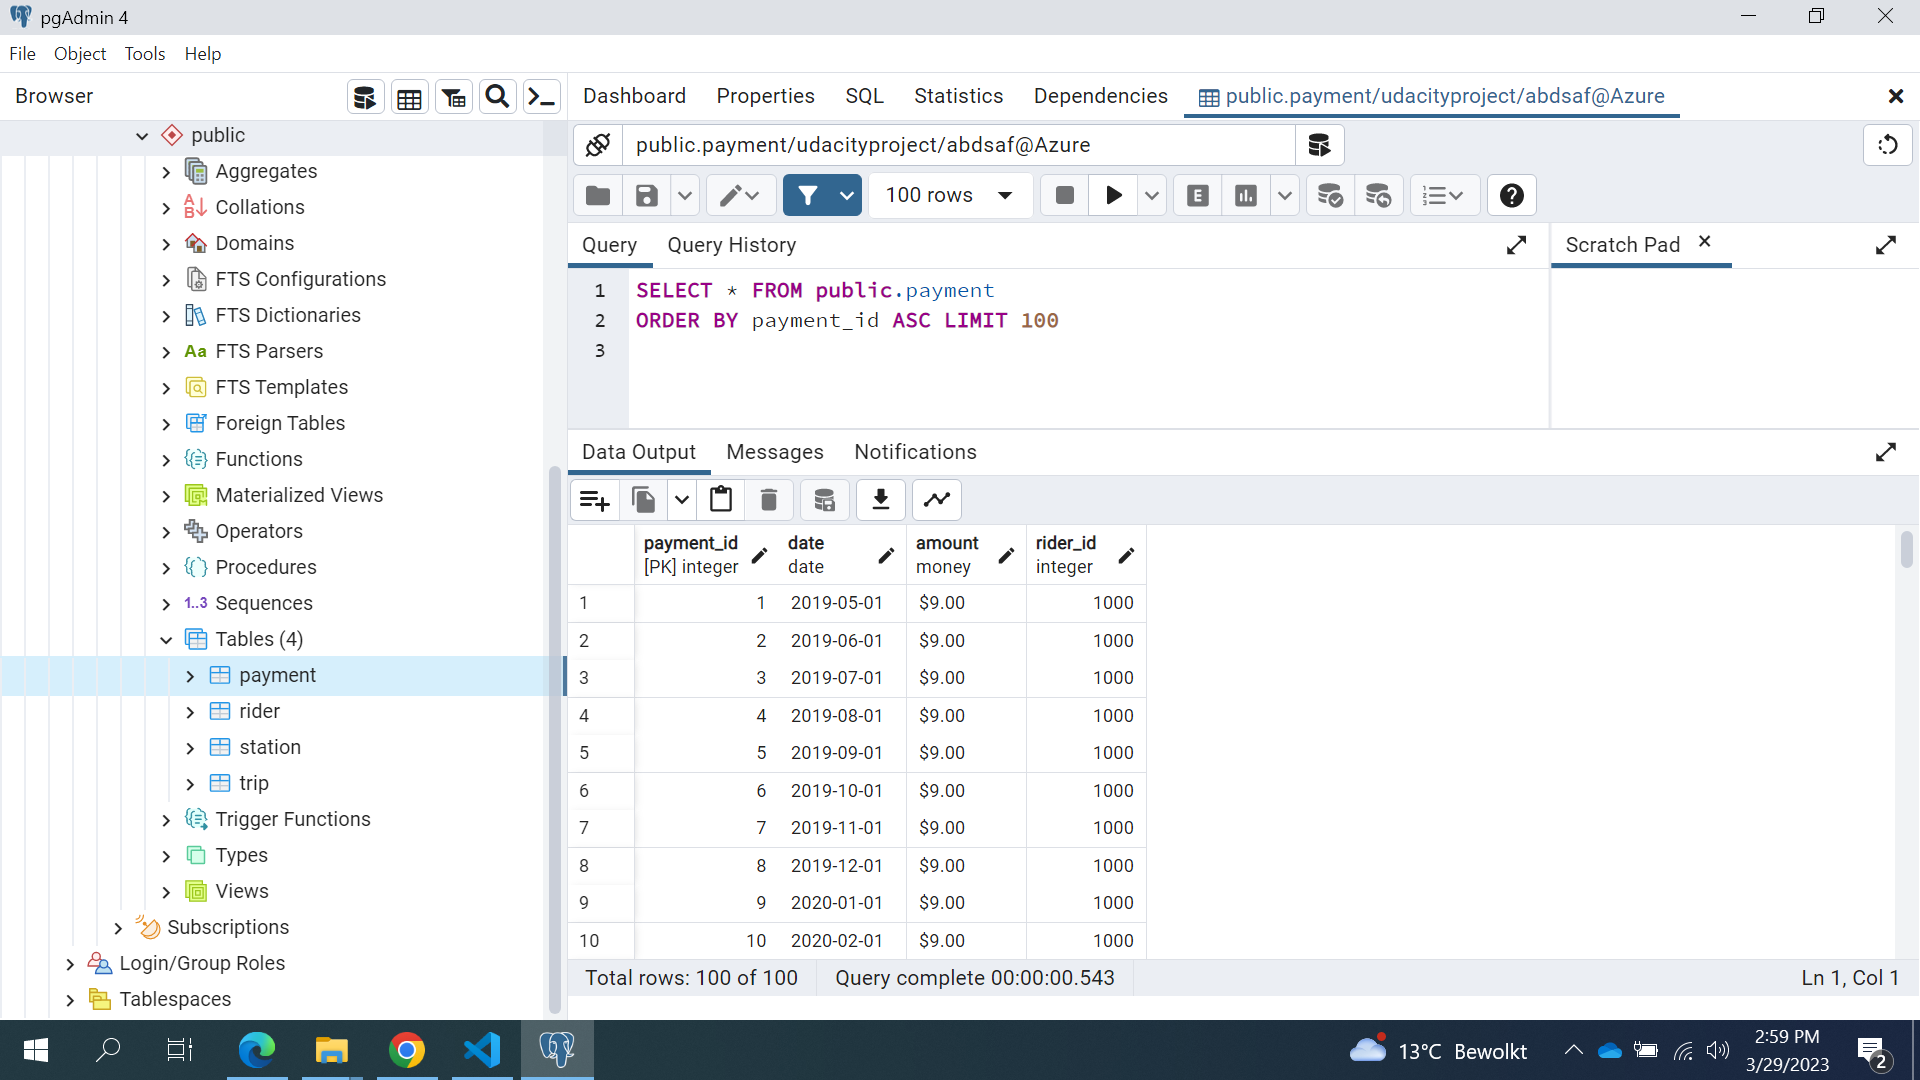 pgAdmin 4
File Object Tools Help
Browser
Dashboard Properties SQL Statistics Dependencies public.payment/udacityproject/abdsaf@Azure
public.payment/udacityproject/abdsaf@Azure
100 rows
E
public
Aggregates
Collations
Domains
FTS Configurations
FTS Dictionaries
Aa FTS Parsers
FTS Templates
Foreign Tables
Functions
Materialized Views
Operators
Procedures
1..3 Sequences
Tables (4)
payment
rider
station
trip
Trigger Functions
Types
Views
Subscriptions
Login/Group Roles
Tablespaces
Query Query History
Scratch Pad
1 SELECT * FROM public.payment
2 ORDER BY payment_id ASC LIMIT 100
3
Data Output Messages Notifications
payment_id date amount rider_id
[PK] integer date money integer
1 1 2019-05-01 $9.00 1000
2 2 2019-06-01 $9.00 1000
3 3 2019-07-01 $9.00 1000
4 4 2019-08-01 $9.00 1000
5 5 2019-09-01 $9.00 1000
6 6 2019-10-01 $9.00 1000
7 7 2019-11-01 $9.00 1000
8 8 2019-12-01 $9.00 1000
9 9 2020-01-01 $9.00 1000
10 10 2020-02-01 $9.00 1000
Total rows: 100 of 100 Query complete 00:00:00.543 Ln 1, Col 1
13°C Bewolkt
2:59 PM
3/29/2023
2